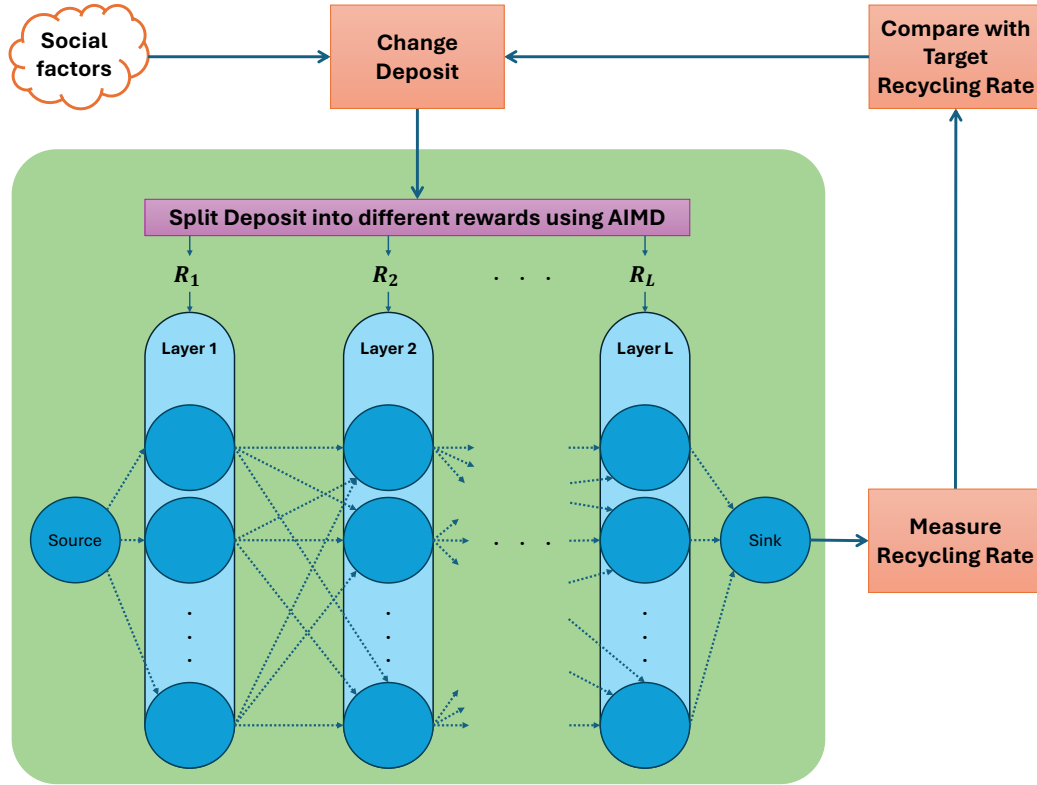 Social
factors
Change
Deposit
Compare with
Target
Recycling Rate
Split Deposit into different rewards using AIMD
R₁
R₂
. . .
R_L
Layer 1
Layer 2
Layer L
Source
. . .
Sink
Measure
Recycling Rate